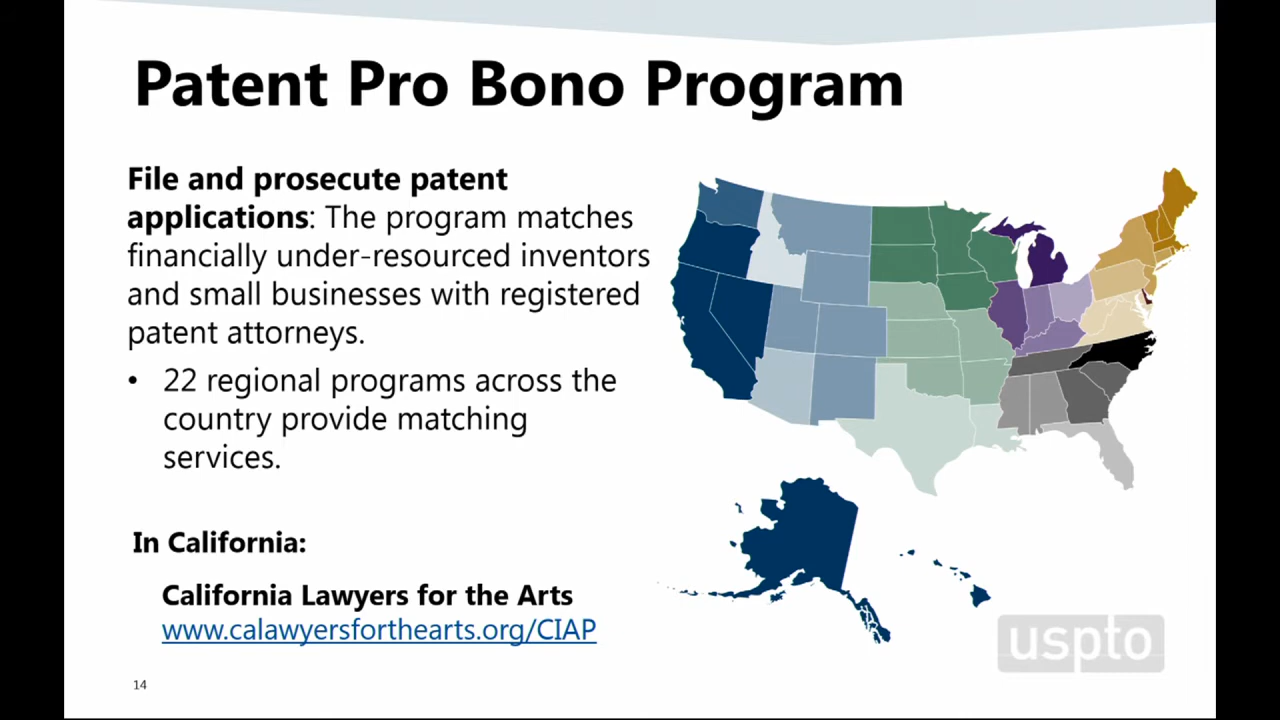 Patent Pro Bono Program
File and prosecute patent
applications: The program matches
financially under-resourced inventors
and small businesses with registered
patent attorneys.
• 22 regional programs across the
country provide matching
services.
In California:
California Lawyers for the Arts
www.calawyersforthearts.org/CIAP
uspto
14